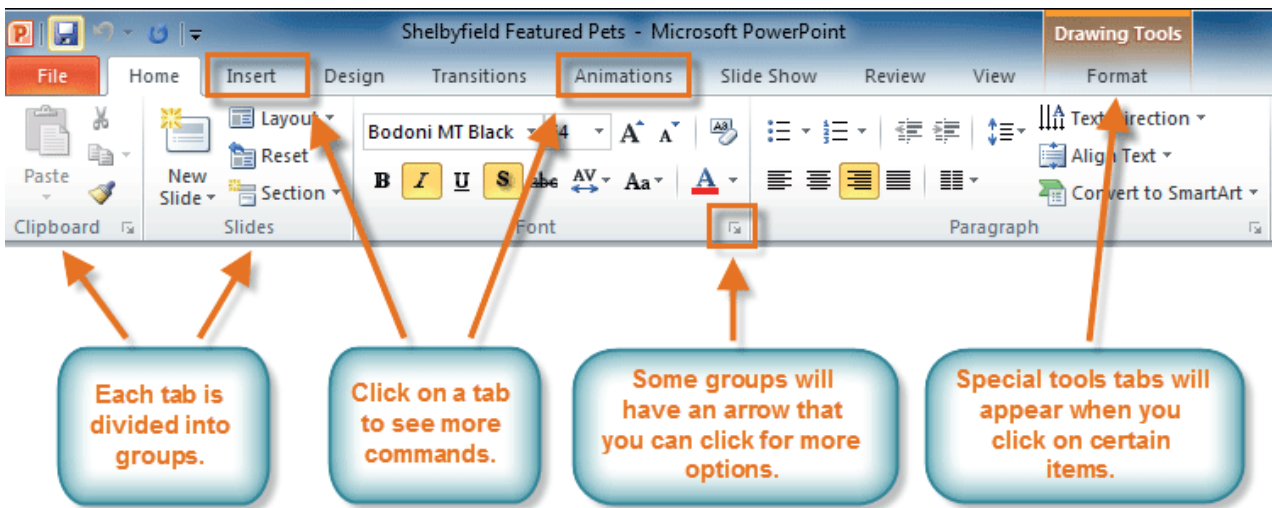 Shelbyfield Featured Pets - Microsoft PowerPoint
Drawing Tools
File Home Insert Design Transitions Animations Slide Show Review View Format
Paste
New
Slide
Layout
Reset
Section
Bodoni MT Black
B I U S abc AV Aa A
Text Direction
Align Text
Convert to SmartArt
Clipboard Slides Font Paragraph
Each tab is
divided into
groups.
Click on a tab
to see more
commands.
Some groups will
have an arrow that
you can click for more
options.
Special tools tabs will
appear when you
click on certain
items.